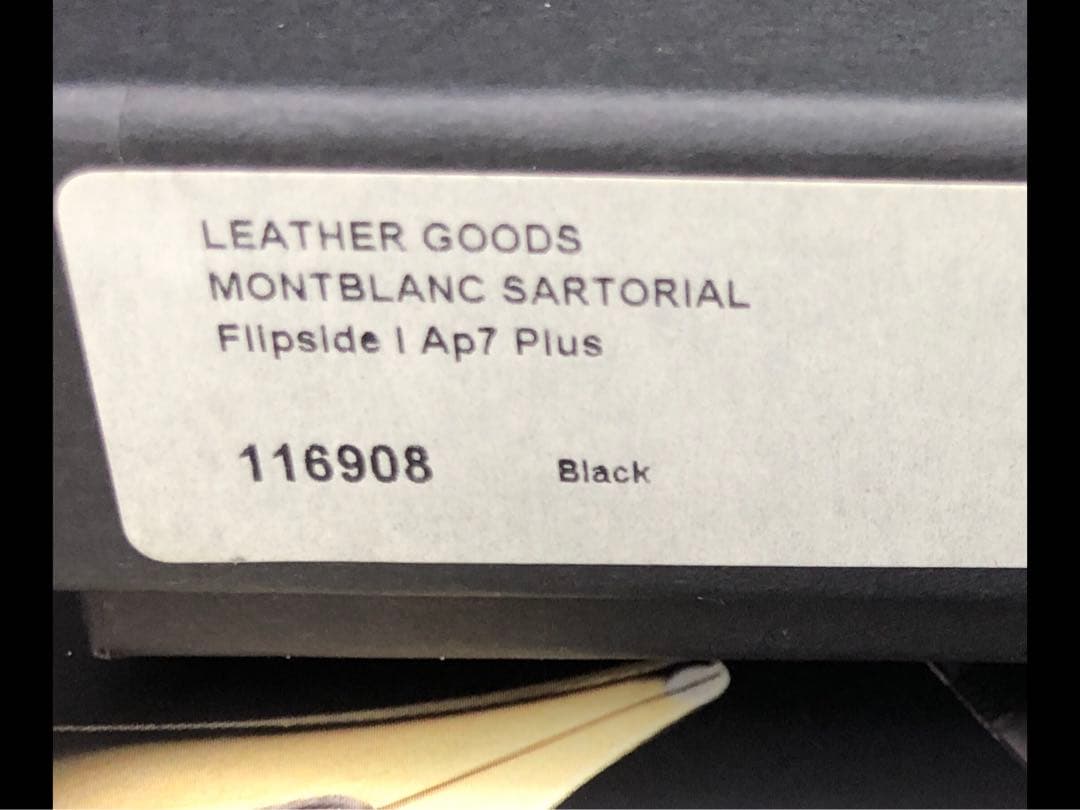 LEATHER GOODS
MONTBLANC SARTORIAL
Flipside I Ap7 Plus
116908 Black